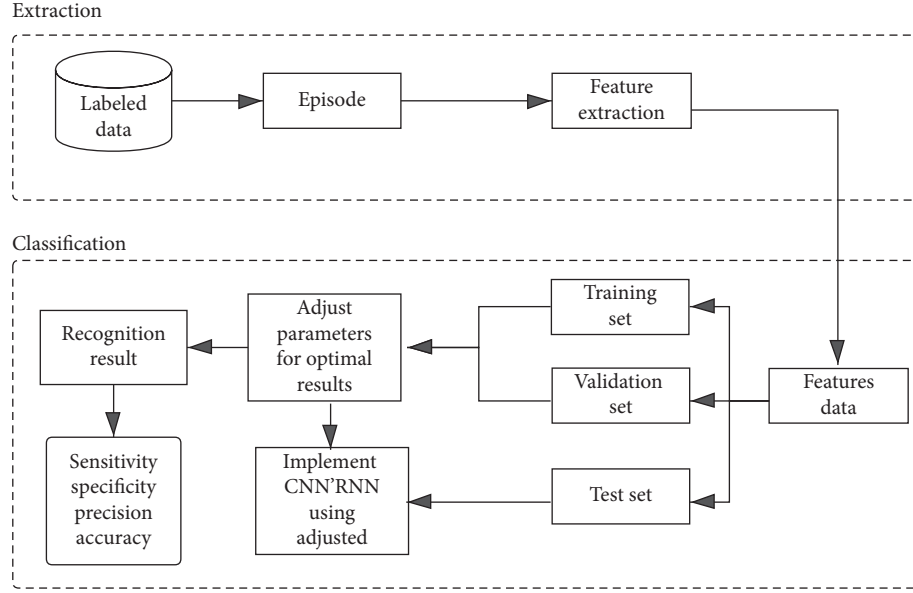 Extraction
Labeled
data
Episode
Feature
extraction
Classification
Training
set
Adjust
parameters
for optimal
results
Recognition
result
Validation
set
Features
data
Sensitivity
specificity
precision
accuracy
Implement
CNN'RNN
using
adjusted
Test set